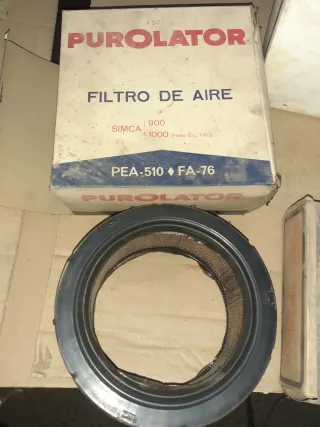 PUROLATOR
FILTRO DE AIRE
SIMCA 900
1000
PEA-510 ♦ FA-76
PUROLATOR